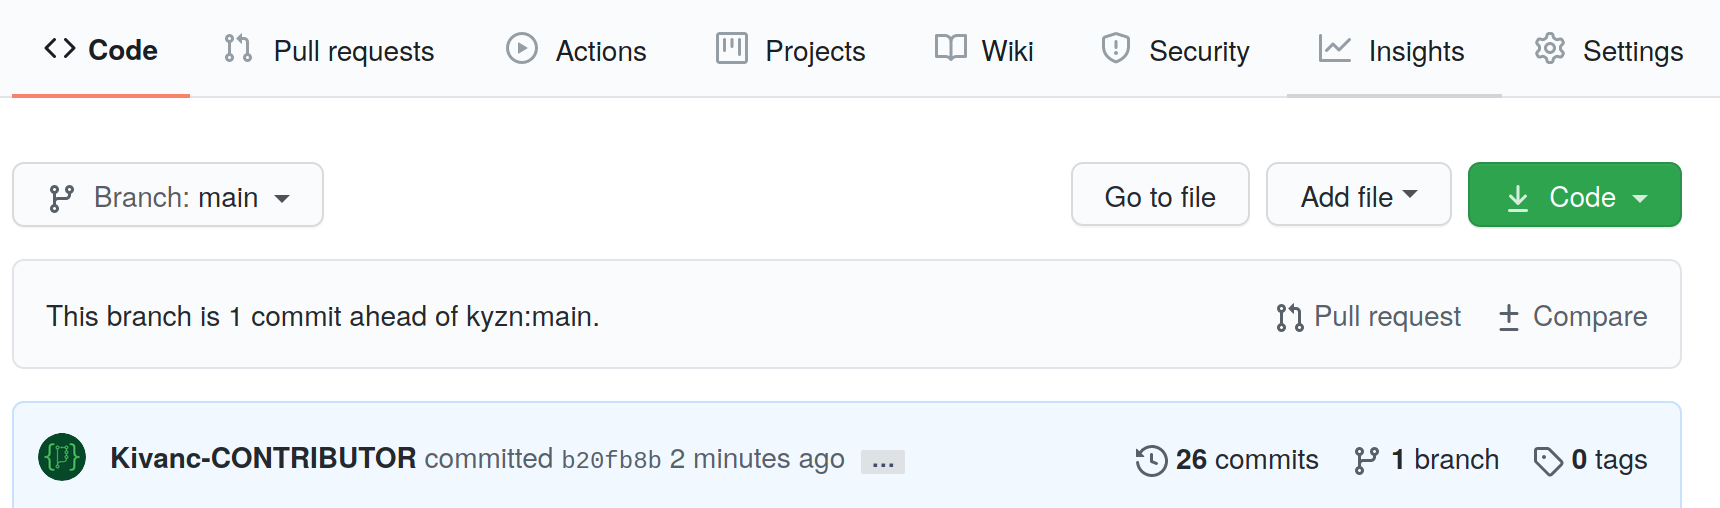 Code Pull requests Actions Projects Wiki Security Insights Settings
Branch: main Go to file Add file Code
This branch is 1 commit ahead of kyzn:main. Pull request Compare
Kivanc-CONTRIBUTOR committed b20fb8b 2 minutes ago ... 26 commits 1 branch 0 tags